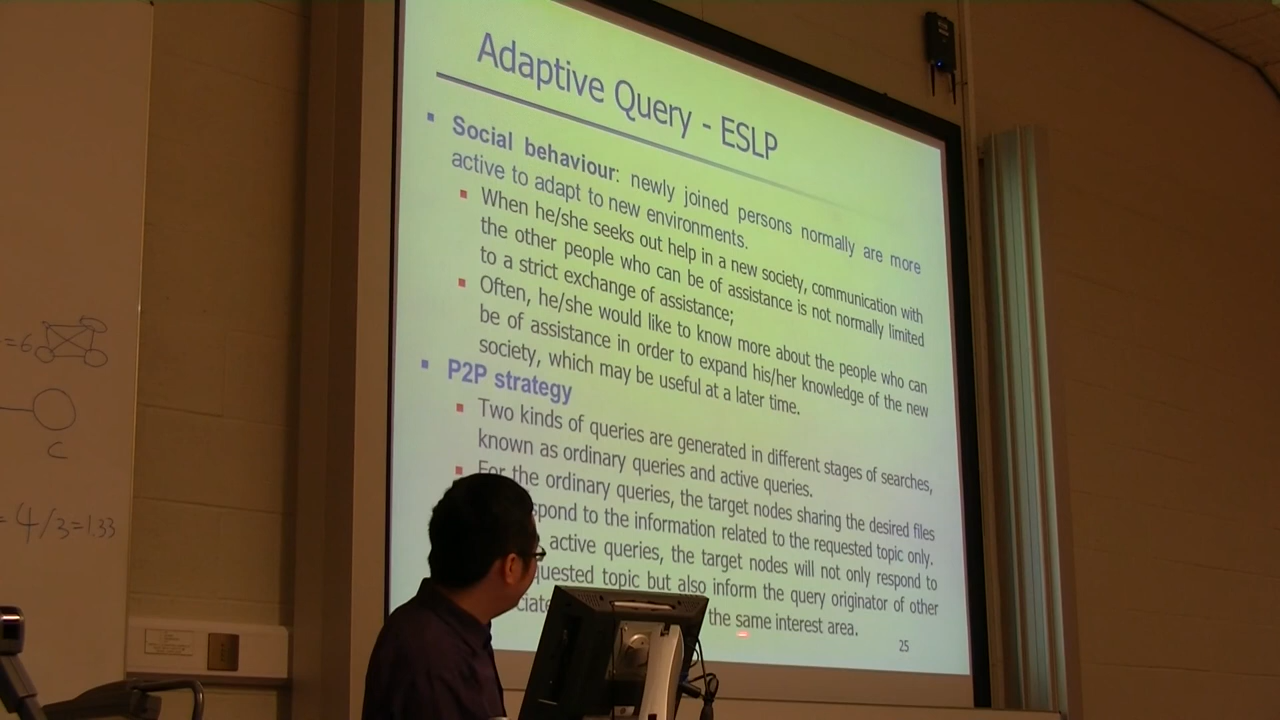 Adaptive Query - ESLP
Social behaviour: newly joined persons normally are more
active to adapt to new environments.
When he/she seeks out help in a new society, communication with
the other people who can be of assistance is not normally limited
to a strict exchange of assistance;
Often, he/she would like to know more about the people who can
be of assistance in order to expand his/her knowledge of the new
society, which may be useful at a later time.
P2P strategy
Two kinds of queries are generated in different stages of searches,
known as ordinary queries and active queries.
For the ordinary queries, the target nodes sharing the desired files
to the information related to the requested topic only.
active queries, the target nodes will not only respond to
topic but also inform the query originator of other
the same interest area.
25
=6
C
= 4/3=1.33